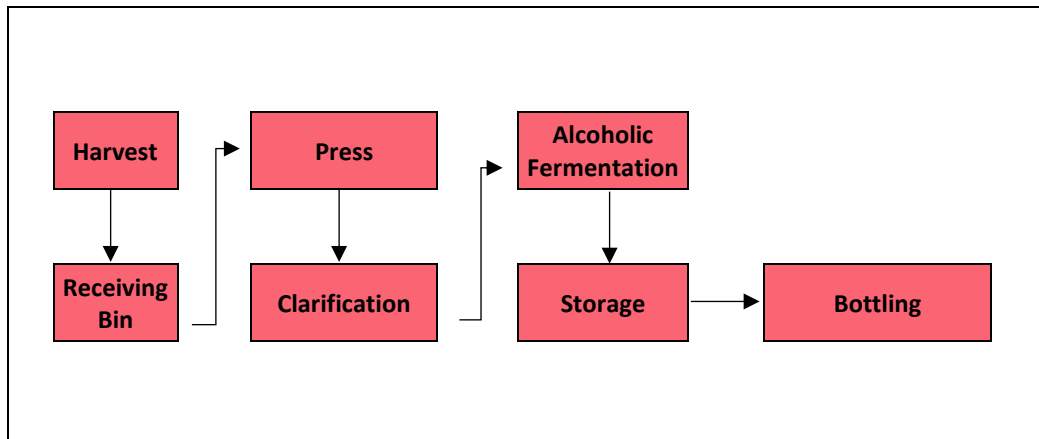 Harvest
Receiving
Bin
Press
Clarification
Alcoholic
Fermentation
Storage
Bottling